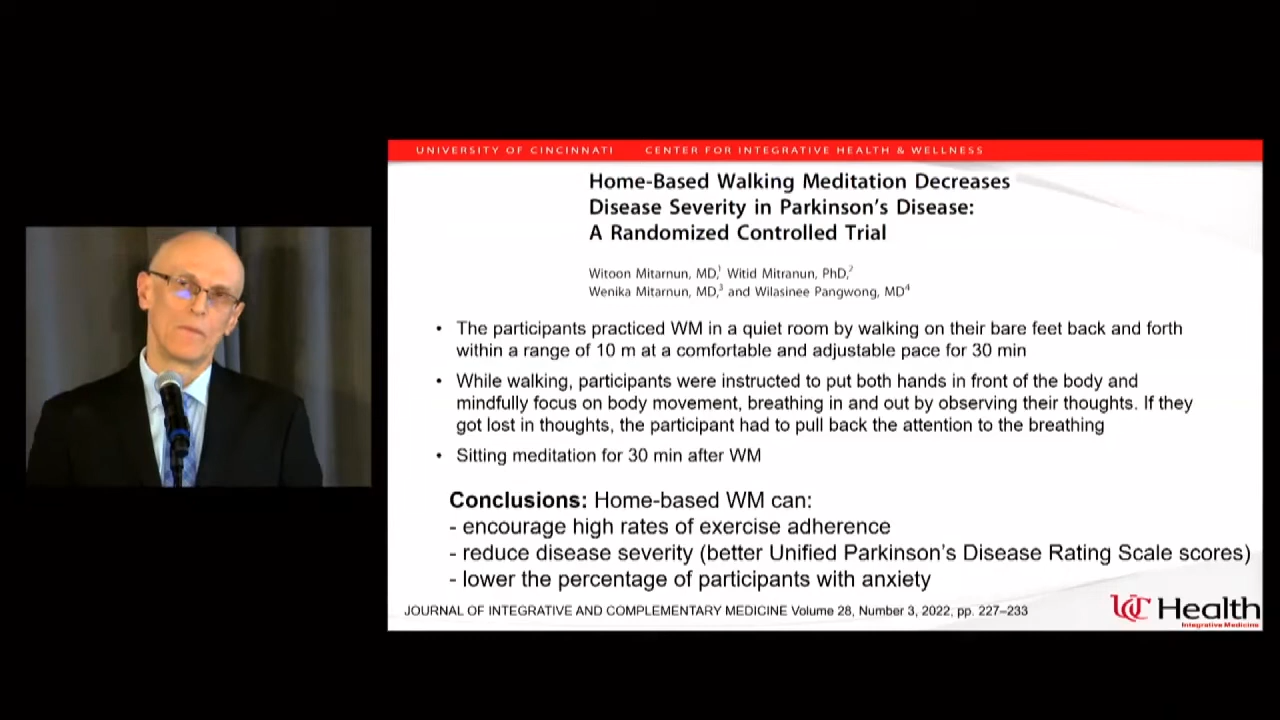 UNIVERSITY OF CINCINNATI CENTER FOR INTEGRATIVE HEALTH & WELLNESS
Home-Based Walking Meditation Decreases
Disease Severity in Parkinson's Disease:
A Randomized Controlled Trial
Witoon Mitarnun, MD,1 Witid Mitranun, PhD,2
Wenika Mitarnun, MD,3 and Wilasinee Pangwong, MD4
• The participants practiced WM in a quiet room by walking on their bare feet back and forth
within a range of 10 m at a comfortable and adjustable pace for 30 min
• While walking, participants were instructed to put both hands in front of the body and
mindfully focus on body movement, breathing in and out by observing their thoughts. If they
got lost in thoughts, the participant had to pull back the attention to the breathing
• Sitting meditation for 30 min after WM
Conclusions: Home-based WM can:
- encourage high rates of exercise adherence
- reduce disease severity (better Unified Parkinson's Disease Rating Scale scores)
- lower the percentage of participants with anxiety
JOURNAL OF INTEGRATIVE AND COMPLEMENTARY MEDICINE Volume 28, Number 3, 2022, pp. 227–233
UC Health
Integrative Medicine